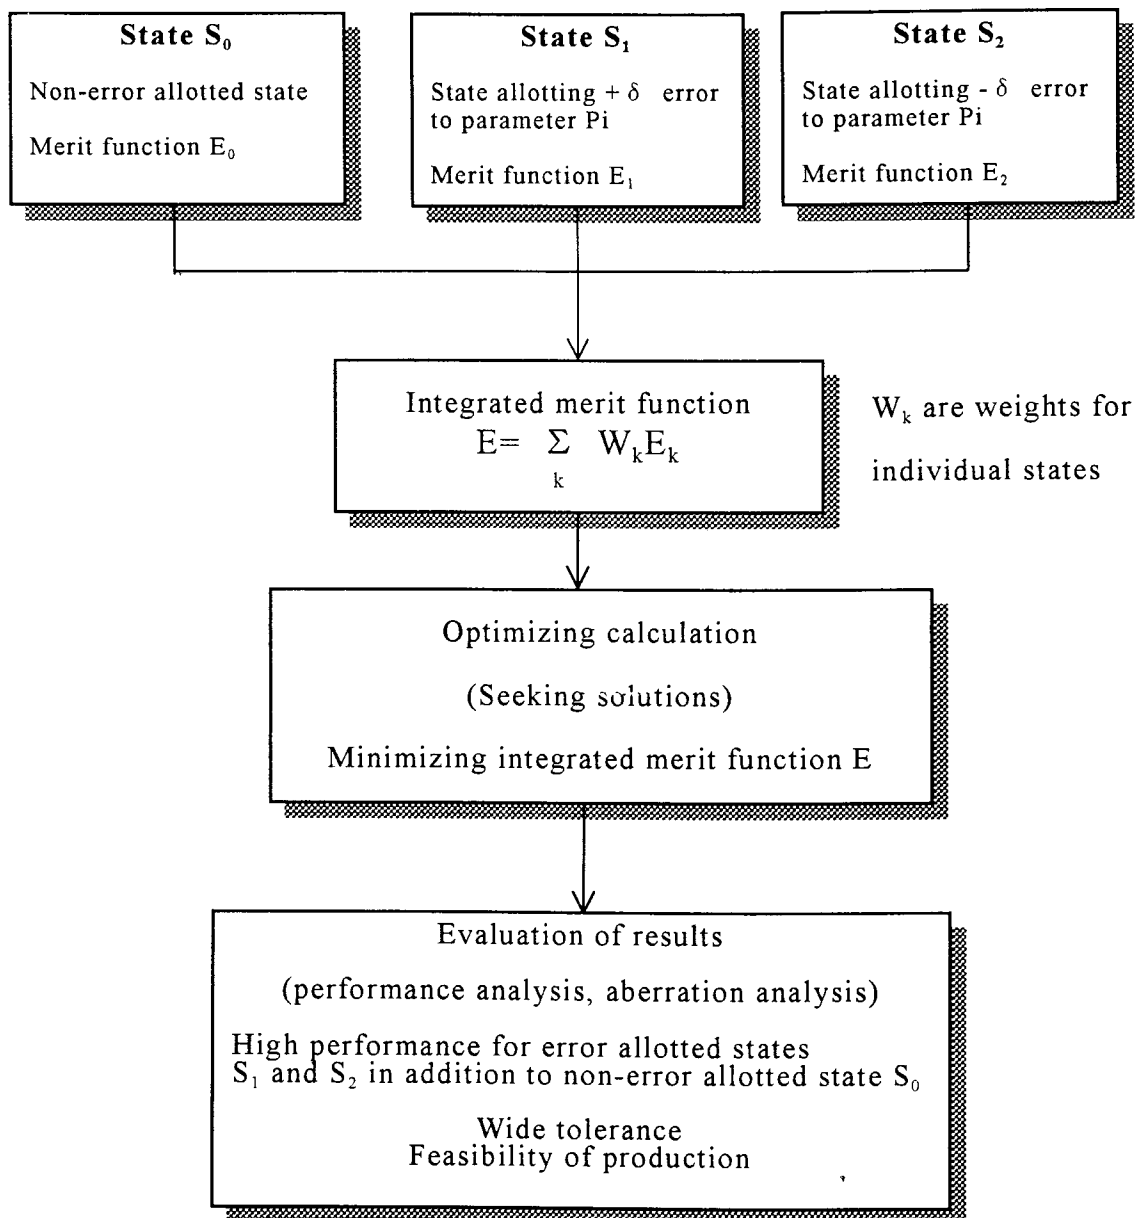 State S₀
Non-error allotted state
Merit function E₀
State S₁
State allotting + δ error
to parameter Pi
Merit function E₁
State S₂
State allotting - δ error
to parameter Pi
Merit function E₂
Integrated merit function
E= Σ WₖEₖ
k
Wₖ are weights for
individual states
Optimizing calculation
(Seeking solutions)
Minimizing integrated merit function E
Evaluation of results
(performance analysis, aberration analysis)
High performance for error allotted states
S₁ and S₂ in addition to non-error allotted state S₀
Wide tolerance
Feasibility of production